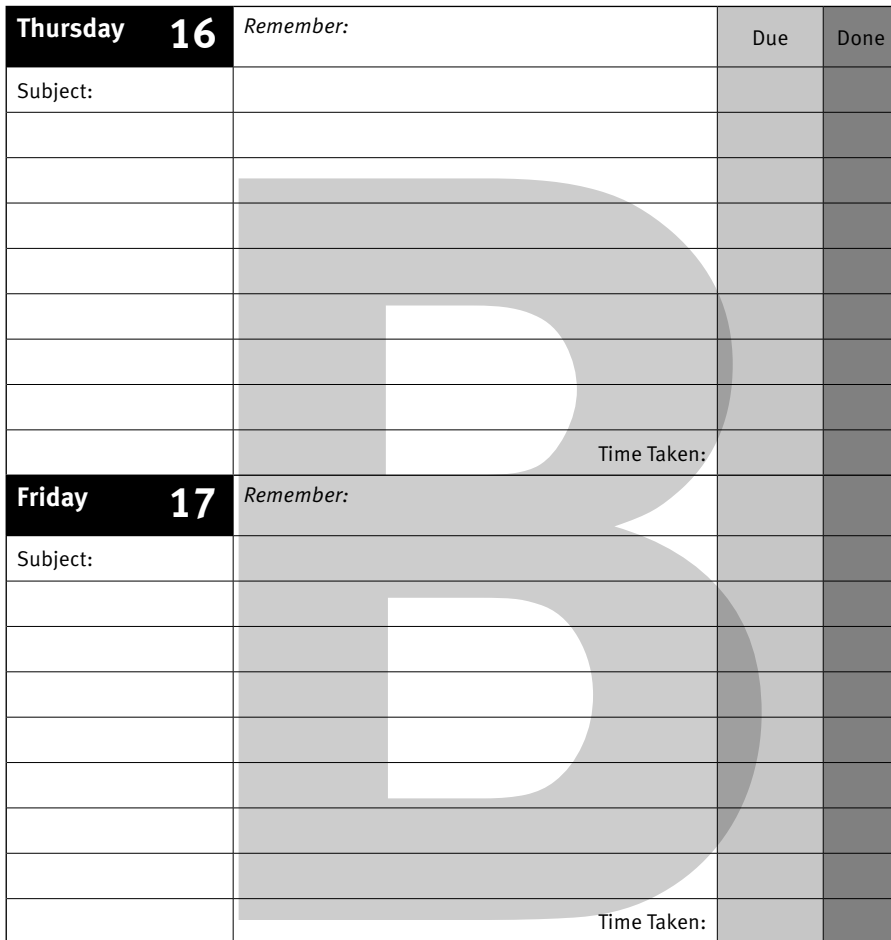 Thursday 16 Remember: Due Done
Subject:
B
Time Taken:
Friday 17 Remember:
Subject:
Time Taken: